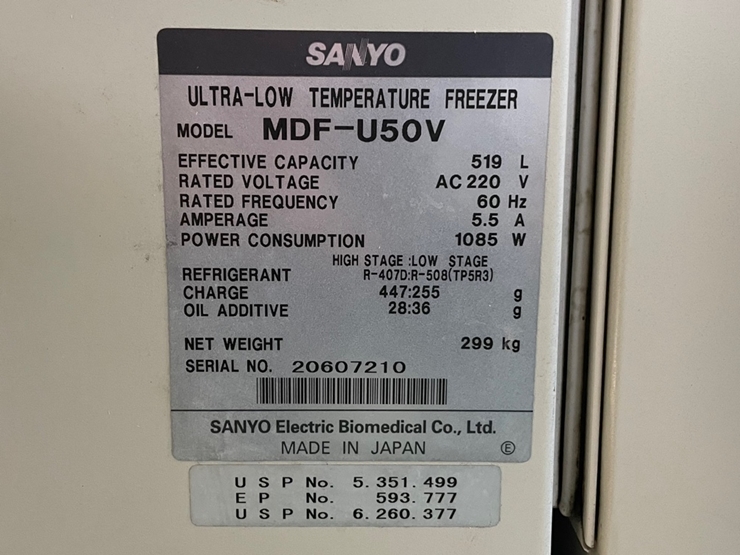 SANYO
ULTRA-LOW TEMPERATURE FREEZER
MODEL MDF-U50V
EFFECTIVE CAPACITY 519 L
RATED VOLTAGE AC 220 V
RATED FREQUENCY 60 Hz
AMPERAGE 5.5 A
POWER CONSUMPTION 1085 W
HIGH STAGE :LOW STAGE
REFRIGERANT R-407D:R-508(TP5R3)
CHARGE 447:255 g
OIL ADDITIVE 28:36 g
NET WEIGHT 299 kg
SERIAL NO. 20607210
SANYO Electric Biomedical Co., Ltd.
MADE IN JAPAN Ⓔ
U S P No. 5. 351. 499
E P No. 593. 777
U S P No. 6. 260. 377